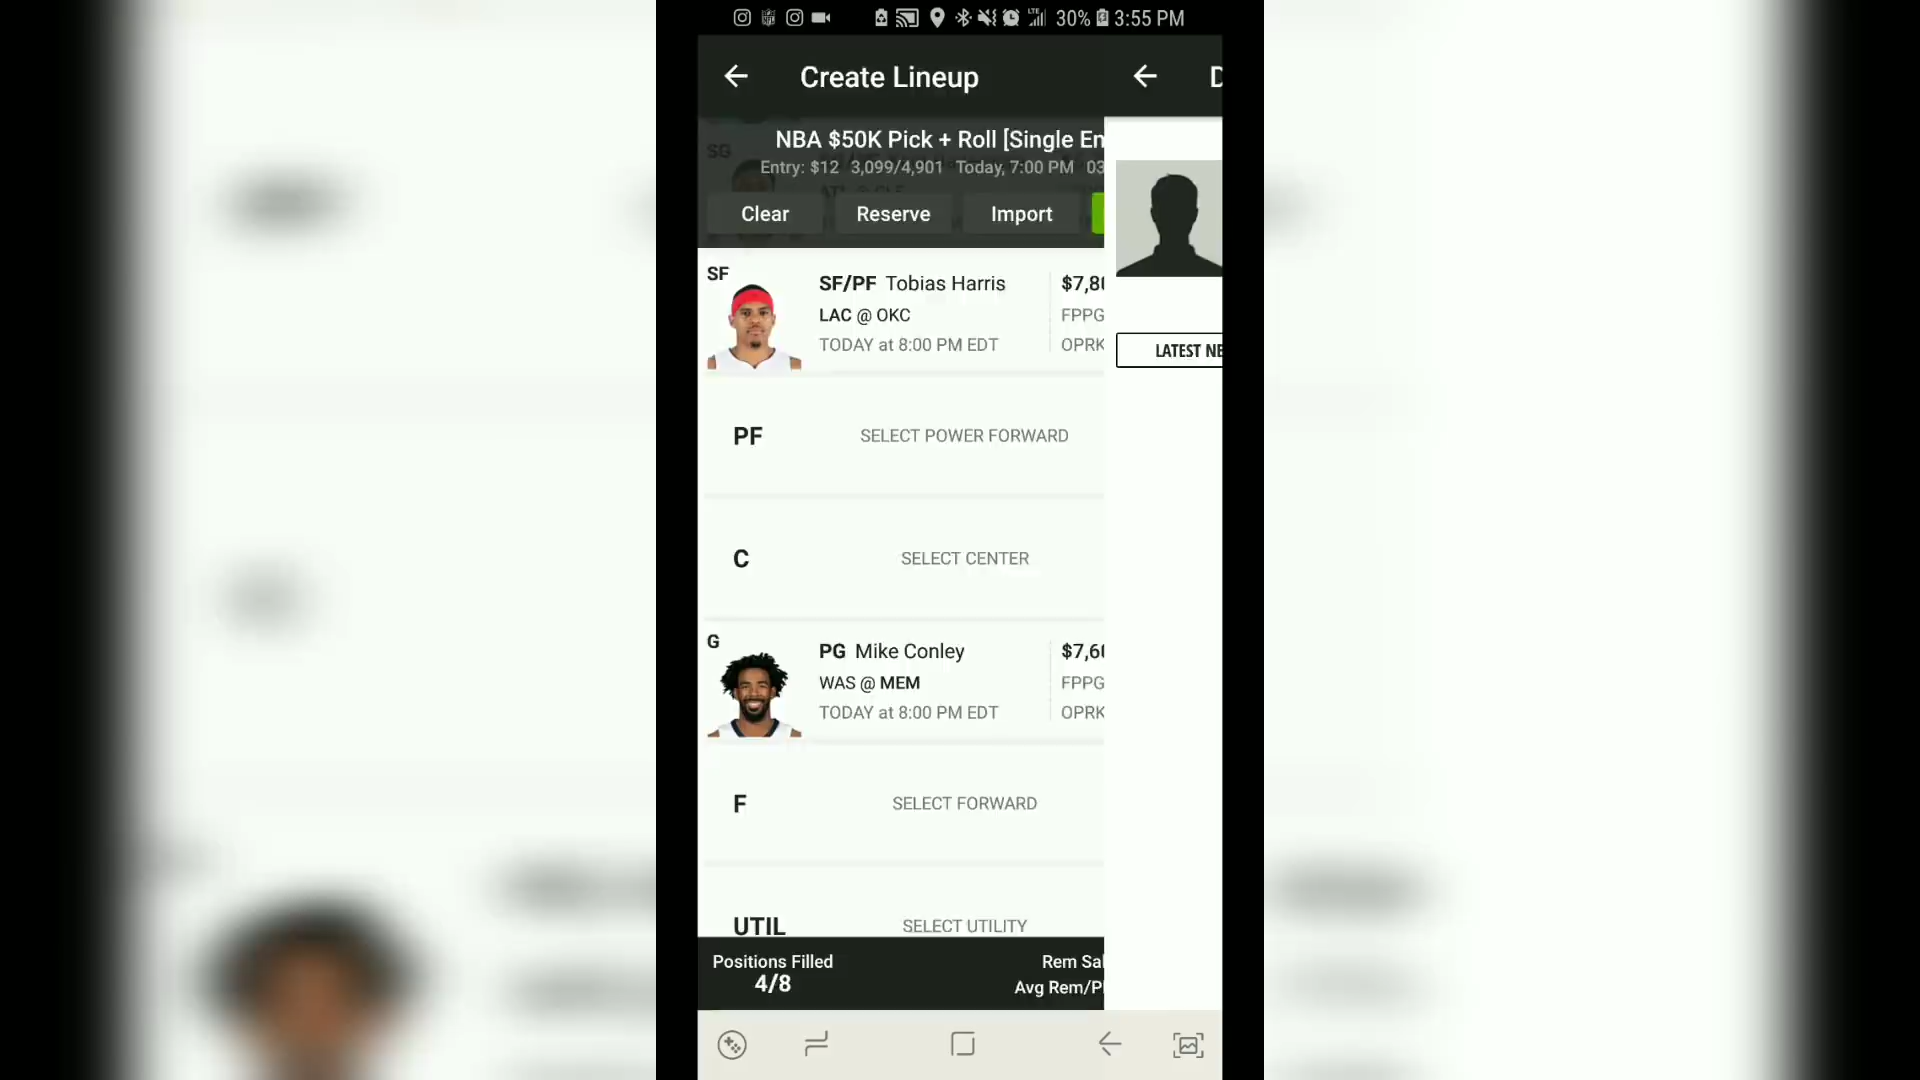 30% 3:55 PM
Create Lineup
D
NBA $50K Pick + Roll [Single En
Entry: $12 3,099/4,901 Today, 7:00 PM 03
SG
Clear Reserve Import
SF
SF/PF Tobias Harris $7,80
LAC @ OKC FPPG
TODAY at 8:00 PM EDT OPRK
LATEST NE
PF SELECT POWER FORWARD
C SELECT CENTER
G
PG Mike Conley $7,60
WAS @ MEM FPPG
TODAY at 8:00 PM EDT OPRK
F SELECT FORWARD
UTIL SELECT UTILITY
Positions Filled Rem Sal
4/8 Avg Rem/Pl